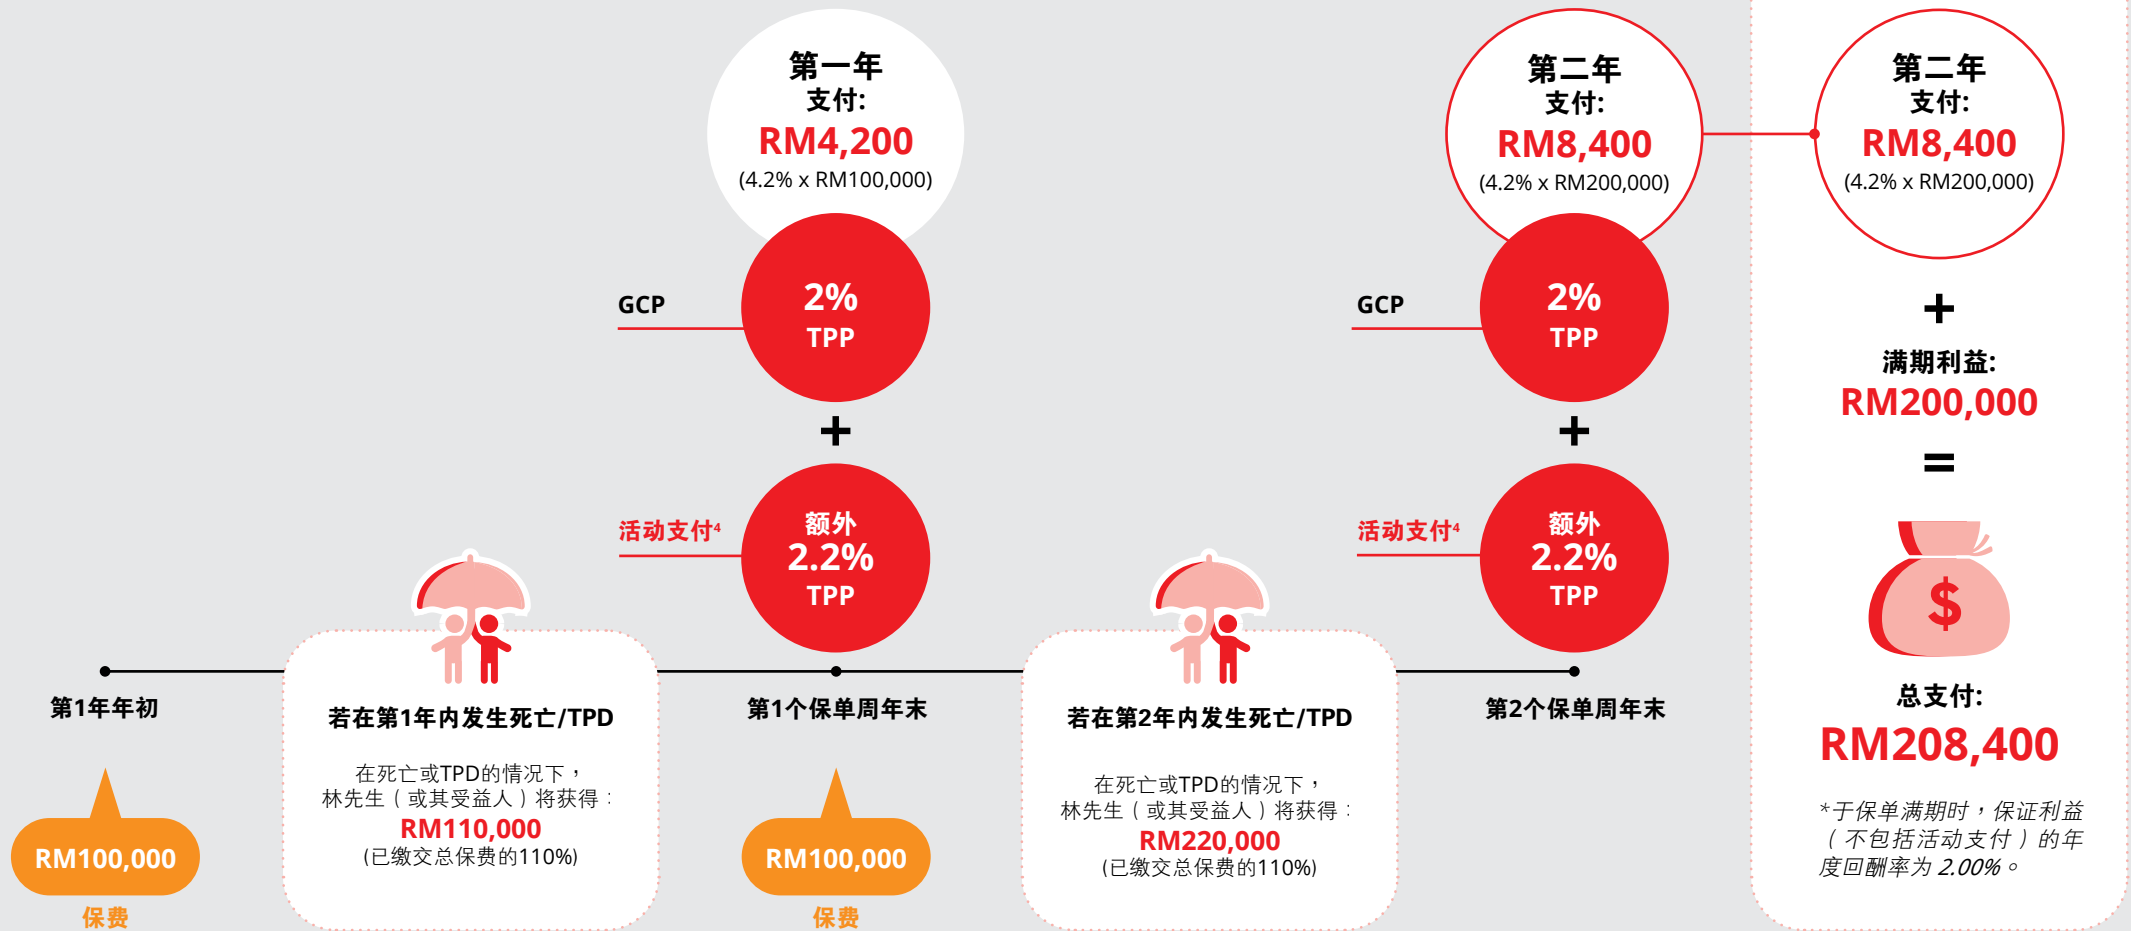 第一年
支付:
RM4,200
(4.2% x RM100,000)
GCP
2%
TPP
+
活动支付4
额外
2.2%
TPP
第二年
支付:
RM8,400
(4.2% x RM200,000)
GCP
2%
TPP
+
活动支付4
额外
2.2%
TPP
第二年
支付:
RM8,400
(4.2% x RM200,000)
+
满期利益:
RM200,000
=
$
总支付:
RM208,400
*于保单满期时，保证利益
（不包括活动支付）的年
度回酬率为 2.00%。
第1年年初
RM100,000
保费
若在第1年内发生死亡/TPD
在死亡或TPD的情况下，
林先生（或其受益人）将获得：
RM110,000
(已缴交总保费的110%)
第1个保单周年末
RM100,000
保费
若在第2年内发生死亡/TPD
在死亡或TPD的情况下，
林先生（或其受益人）将获得：
RM220,000
(已缴交总保费的110%)
第2个保单周年末